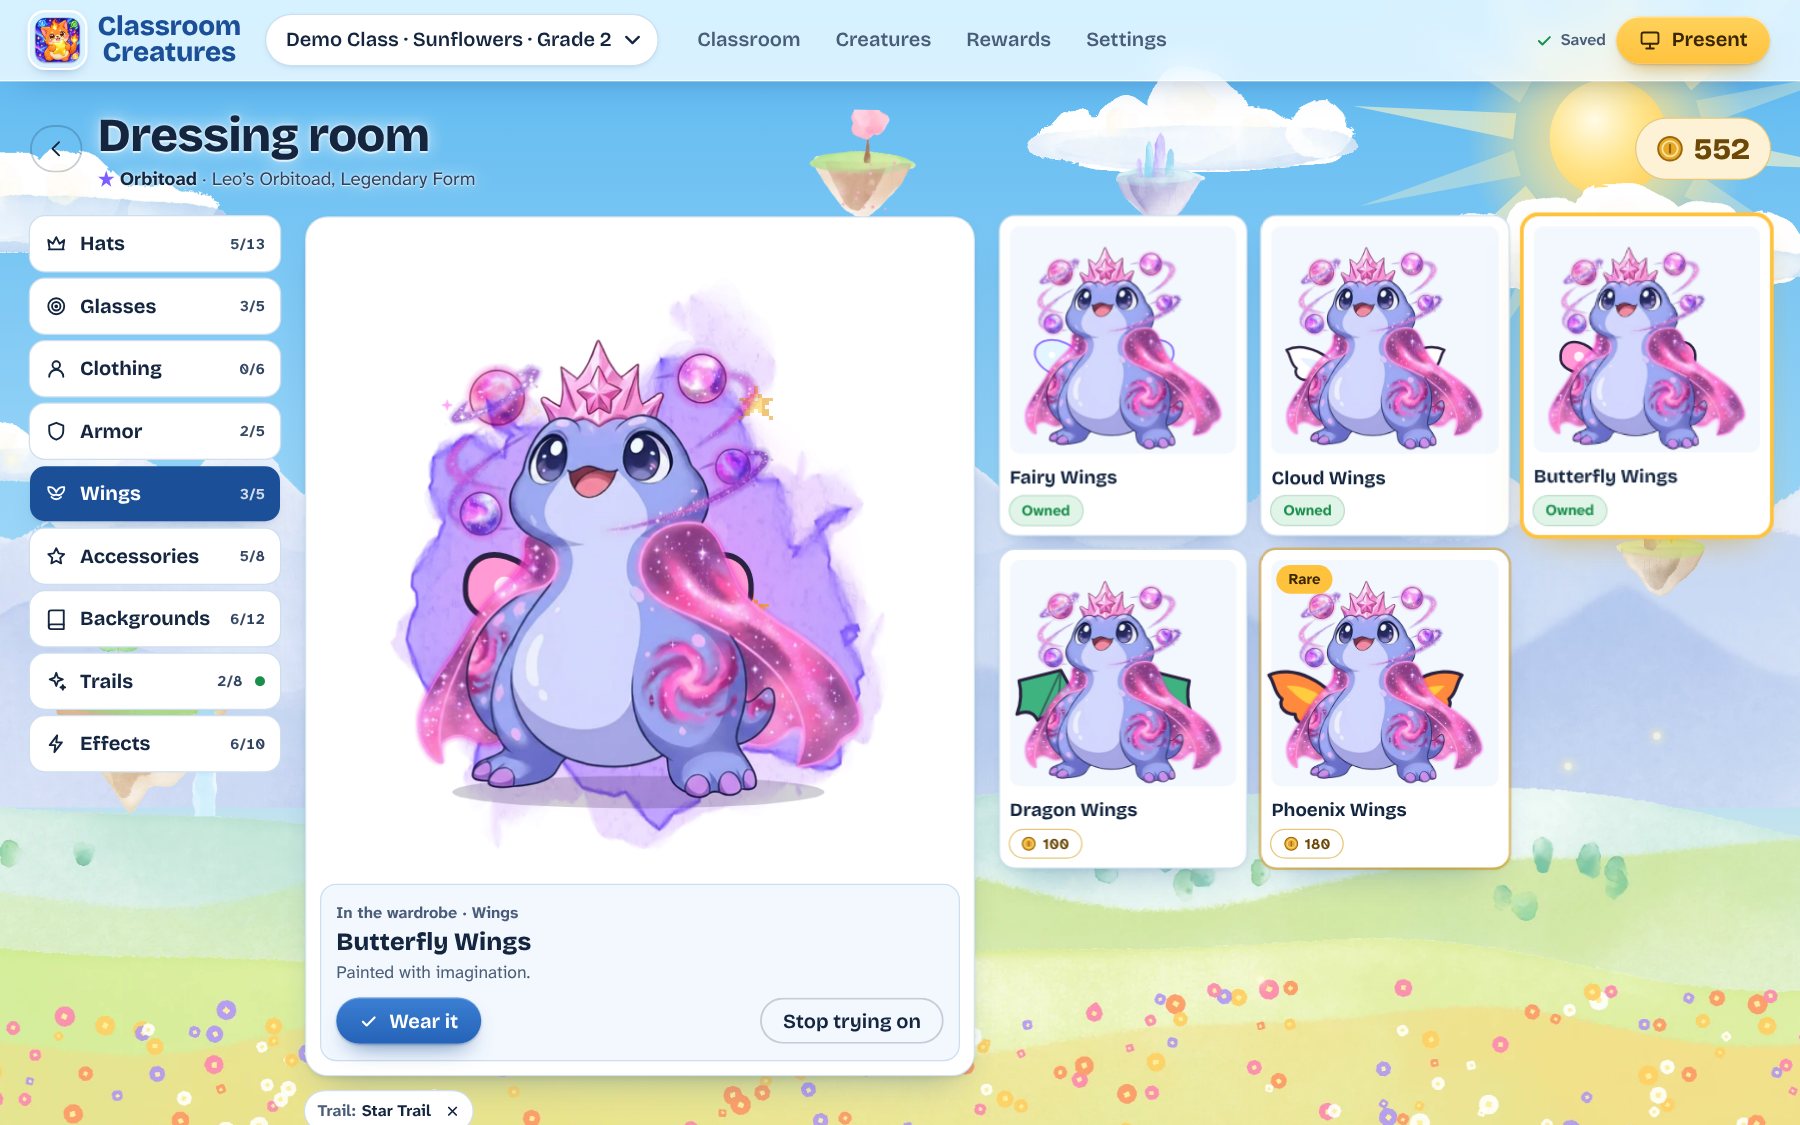 Classroom
Creatures
Demo Class · Sunflowers · Grade 2
Classroom
Creatures
Rewards
Settings
Saved
Present
Dressing room
Orbitoad · Leo’s Orbitoad, Legendary Form
552
Hats 5/13
Glasses 3/5
Clothing 0/6
Armor 2/5
Wings 3/5
Accessories 5/8
Backgrounds 6/12
Trails 2/8
Effects 6/10
In the wardrobe · Wings
Butterfly Wings
Painted with imagination.
Wear it
Stop trying on
Trail: Star Trail ×
Fairy Wings
Owned
Cloud Wings
Owned
Butterfly Wings
Owned
Dragon Wings
100
Rare
Phoenix Wings
180